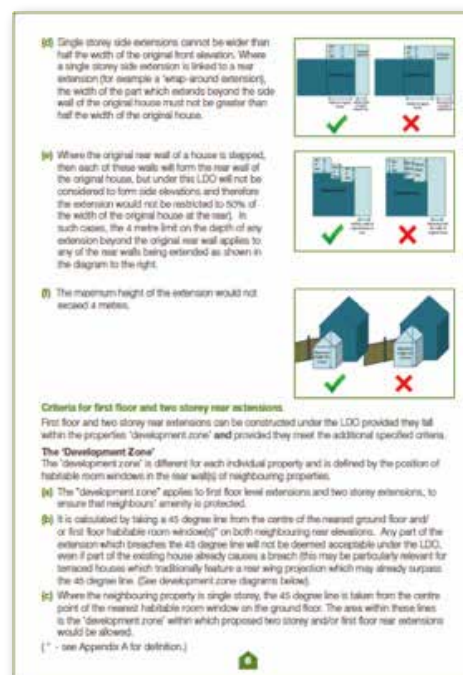 (d) Single storey side extensions cannot be wider than
half the width of the original front elevation. Where
a single storey side extension is linked to a rear
extension (for example a 'wrap-around extension),
the width of the part which extends beyond the side
wall of the original house must not be greater than
half the width of the original house.
(e) Where the original rear wall of a house is stepped,
then each of these walls will form the rear wall of
the original house, but under this LDO will not be
considered to form side elevations and therefore
the extension would not be restricted to 50% of
the width of the original house at the rear). In
such cases, the 4 metre limit on the depth of any
extension beyond the original rear wall applies to
any of the rear walls being extended as shown in
the diagram to the right.
(f) The maximum height of the extension would not
exceed 4 metres.
Criteria for first floor and two storey rear extensions
First floor and two storey rear extensions can be constructed under the LDO provided they fall
within the properties 'development zone' and provided they meet the additional specified criteria.
The 'Development Zone'
The 'development zone' is different for each individual property and is defined by the position of
habitable room windows in the rear wall(s) of neighbouring properties.
(a) The "development zone" applies to first floor level extensions and two storey extensions, to
ensure that neighbours' amenity is protected.
(b) It is calculated by taking a 45 degree line from the centre of the nearest ground floor and/
or first floor habitable room window(s)* on both neighbouring rear elevations. Any part of the
extension which breaches the 45 degree line will not be deemed acceptable under the LDO,
even if part of the existing house already causes a breach (this may be particularly relevant for
terraced houses which traditionally feature a rear wing projection which may already surpass
the 45 degree line. (See development zone diagrams below).
(c) Where the neighbouring property is single storey, the 45 degree line is taken from the centre
point of the nearest habitable room window on the ground floor. The area within these lines
is the 'development zone' within which proposed two storey and/or first floor rear extensions
would be allowed.
( * - see Appendix A for definition.)
6